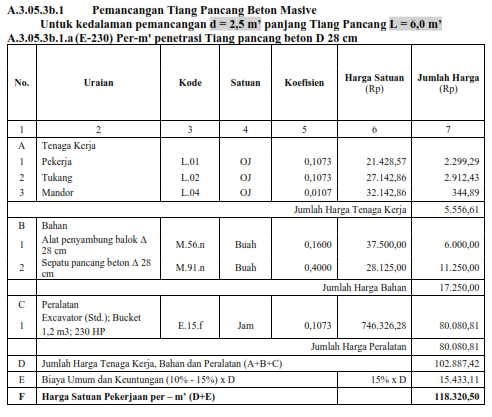 A.3.05.3b.1 Pemancangan Tiang Pancang Beton Masive
Untuk kedalaman pemancangan d = 2,5 m' panjang Tiang Pancang L = 6,0 m'
A.3.05.3b.1.a (E-230) Per-m' penetrasi Tiang pancang beton D 28 cm
No. Uraian Kode Satuan Koefisien Harga Satuan (Rp) Jumlah Harga (Rp)
1 2 3 4 5 6 7
A Tenaga Kerja
1 Pekerja L.01 OJ 0,1073 21.428,57 2.299,29
2 Tukang L.02 OJ 0,1073 27.142,86 2.912,43
3 Mandor L.04 OJ 0,0107 32.142,86 344,89
Jumlah Harga Tenaga Kerja 5.556,61
B Bahan
1 Alat penyambung balok Δ 28 cm M.56.n Buah 0,1600 37.500,00 6.000,00
2 Sepatu pancang beton Δ 28 cm M.91.n Buah 0,4000 28.125,00 11.250,00
Jumlah Harga Bahan 17.250,00
C Peralatan
1 Excavator (Std.); Bucket 1,2 m3; 230 HP E.15.f Jam 0,1073 746.326,28 80.080,81
Jumlah Harga Peralatan 80.080,81
D Jumlah Harga Tenaga Kerja, Bahan dan Peralatan (A+B+C) 102.887,42
E Biaya Umum dan Keuntungan (10% - 15%) x D 15% x D 15.433,11
F Harga Satuan Pekerjaan per – m' (D+E) 118.320,50